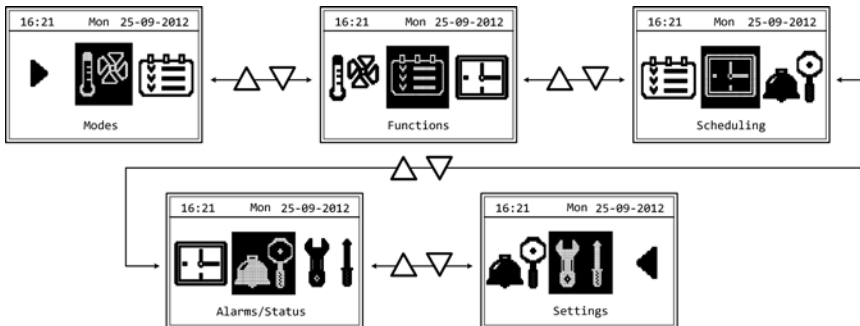 16:21 Mon 25-09-2012
Modes
16:21 Mon 25-09-2012
Functions
16:21 Mon 25-09-2012
Scheduling
16:21 Mon 25-09-2012
Alarms/Status
16:21 Mon 25-09-2012
Settings